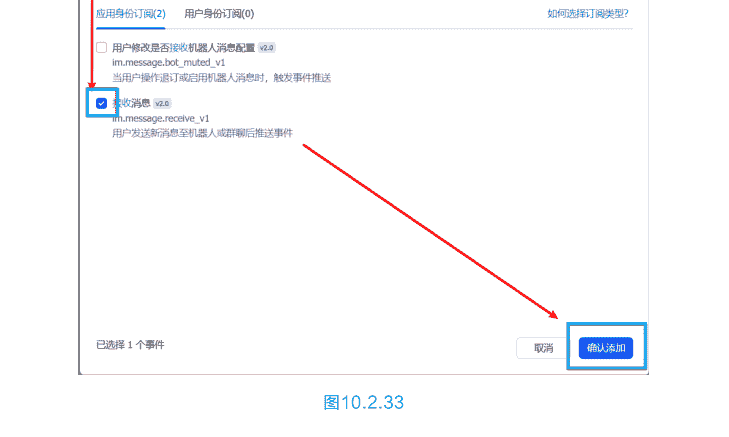 应用身份订阅(2) 用户身份订阅(0) 如何选择订阅类型?
用户修改是否接收机器人消息配置 v2.0
im.message.bot_muted_v1
当用户操作退订或启用机器人消息时，触发事件推送
接收消息 v2.0
im.message.receive_v1
用户发送新消息至机器人或群聊后推送事件
已选择 1 个事件 取消 确认添加
图10.2.33